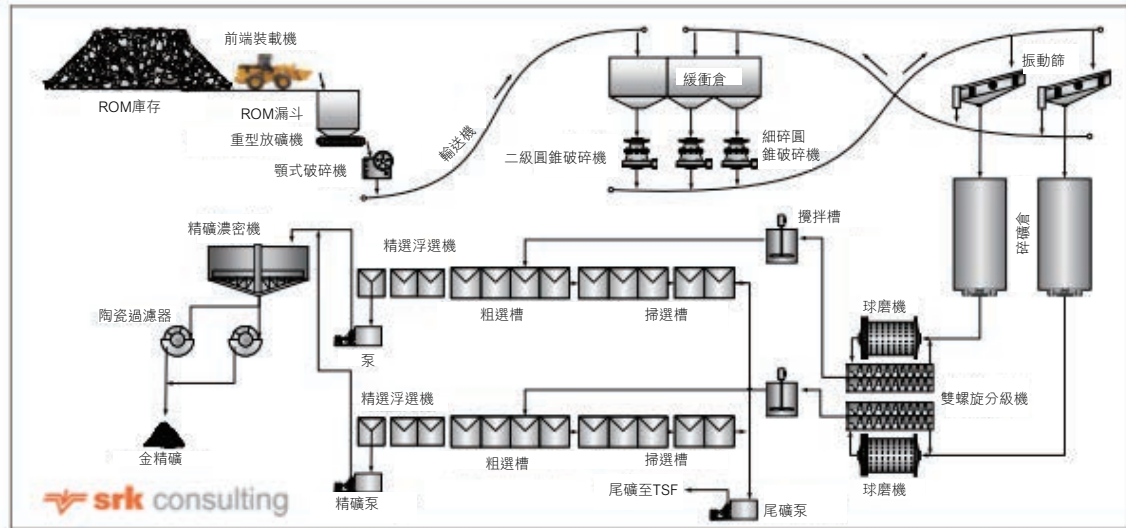 前端裝載機
ROM庫存
ROM漏斗
重型放礦機
顎式破碎機
輸送機
緩衝倉
二級圓錐破碎機
細碎圓
錐破碎機
振動篩
碎礦倉
攪拌槽
球磨機
雙螺旋分級機
球磨機
精礦濃密機
陶瓷過濾器
金精礦
精選浮選機
粗選槽
掃選槽
泵
精選浮選機
粗選槽
掃選槽
精礦泵
尾礦至TSF
尾礦泵
srk consulting